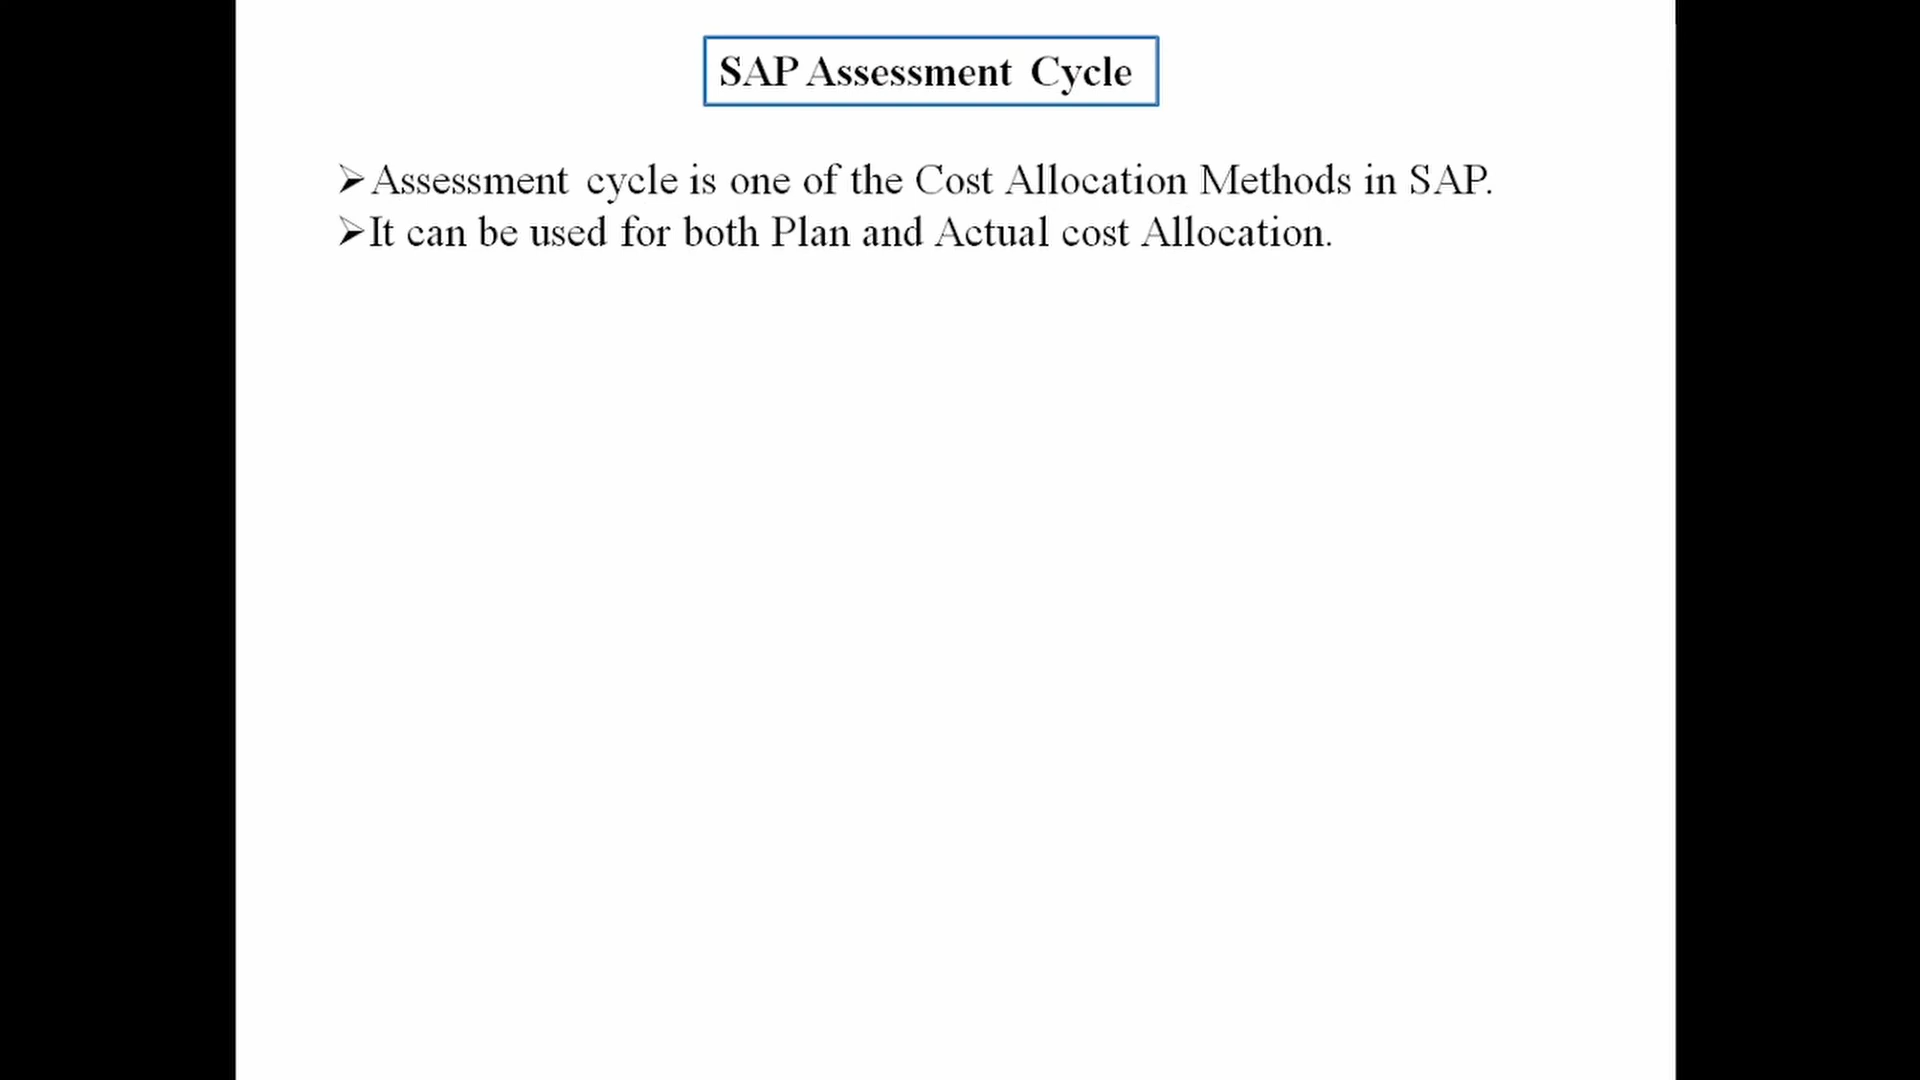 SAP Assessment Cycle
➢Assessment cycle is one of the Cost Allocation Methods in SAP.
➢It can be used for both Plan and Actual cost Allocation.